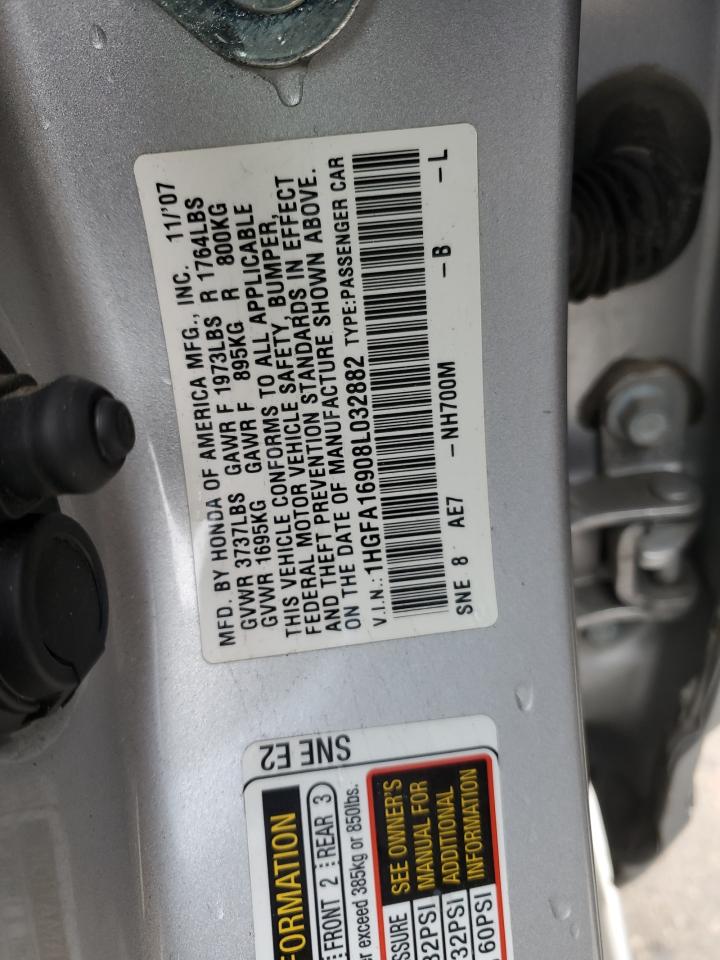 MFD. BY HONDA OF AMERICA MFG., INC. 11/'07
GVWR 3737LBS GAWR F 1973LBS R 1764LBS
GVWR 1695KG GAWR F 895KG R 800KG
THIS VEHICLE CONFORMS TO ALL APPLICABLE
FEDERAL MOTOR VEHICLE SAFETY, BUMPER,
AND THEFT PREVENTION STANDARDS IN EFFECT
ON THE DATE OF MANUFACTURE SHOWN ABOVE.
V.I.N.: 1HGFA16908L032882 TYPE:PASSENGER CAR
SNE 8 AE7 -NH700M -B -L
SNE E2
FORMATION
FRONT 2 REAR 3
exceed 385kg or 850lbs.
SEE OWNER'S
MANUAL FOR
ADDITIONAL
INFORMATION
32PSI
32PSI
60PSI